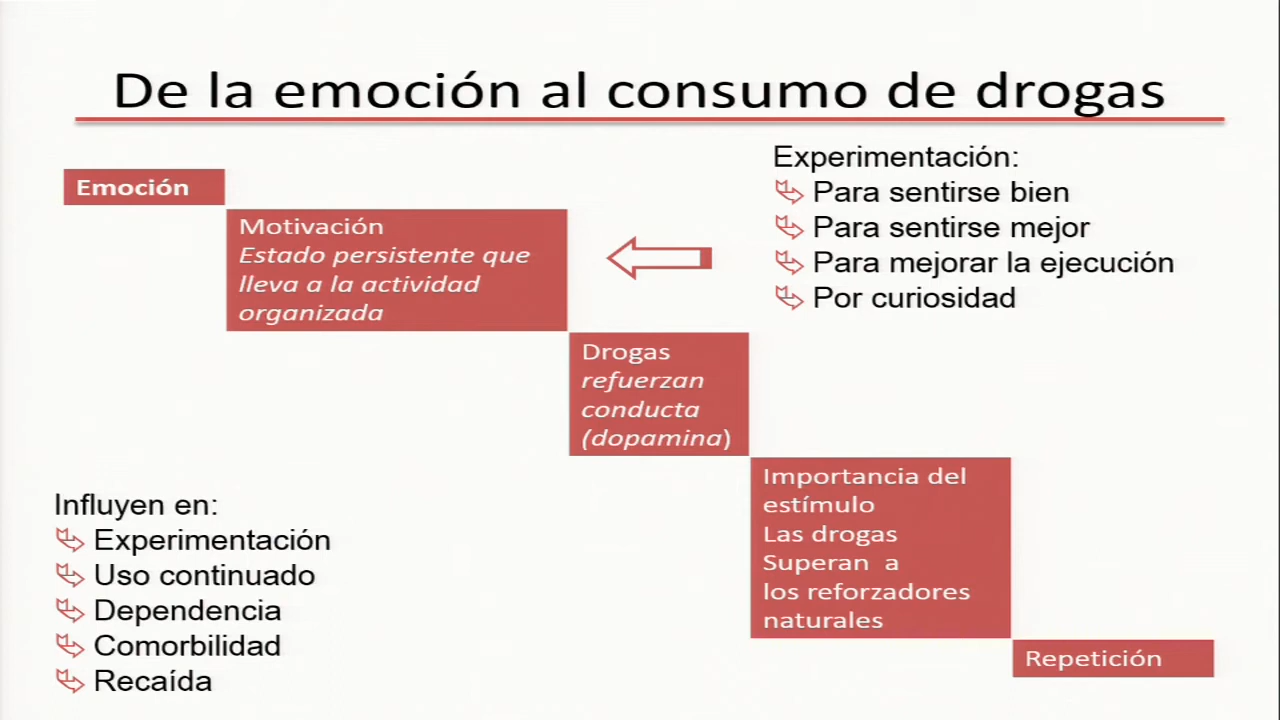 De la emoción al consumo de drogas
Emoción
Motivación
Estado persistente que
lleva a la actividad
organizada
Experimentación:
Para sentirse bien
Para sentirse mejor
Para mejorar la ejecución
Por curiosidad
Drogas
refuerzan
conducta
(dopamina)
Importancia del
estímulo
Las drogas
Superan a
los reforzadores
naturales
Repetición
Influyen en:
Experimentación
Uso continuado
Dependencia
Comorbilidad
Recaída